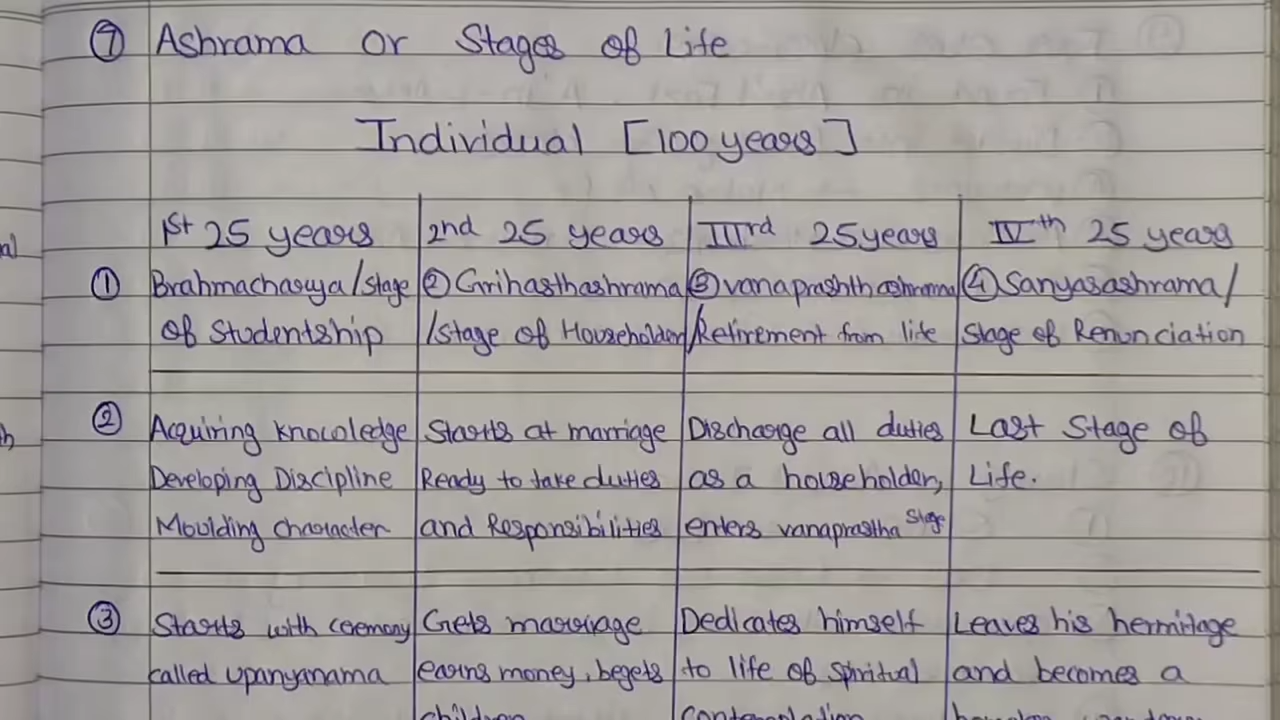 7 Ashrama or Stages of Life
Individual [100 years]
1st 25 years 2nd 25 years IIIrd 25years IVth 25 years
① Brahmacharya/Stage ② Grihasthashrama ③ vanaprashthashrama ④ Sanyasashrama/
of Studentship /Stage of Householder /Retirement from life Stage of Renunciation
② Acquiring knowledge Starts at marriage Discharge all duties Last Stage of
Developing Discipline Ready to take duties as a householder, Life.
Moulding character and Responsibilities enters vanaprastha stage
③ Starts with ceremony Gets marriage Dedicates himself Leaves his hermitage
called upanyanama earns money, begets to life of Spiritual and becomes a
children contemplation